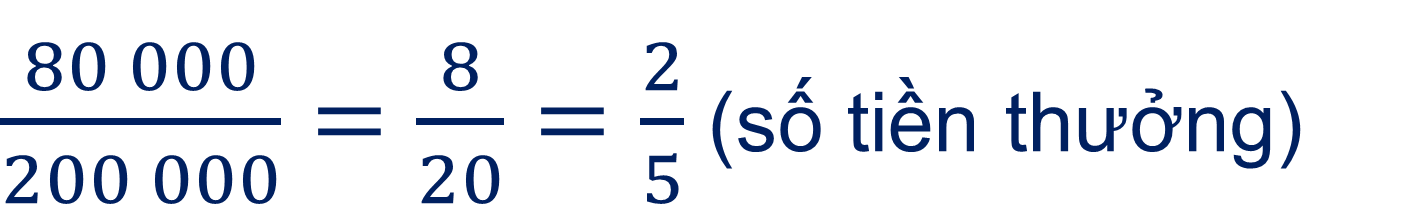 80 000/200 000 = 8/20 = 2/5 (số tiền thưởng)